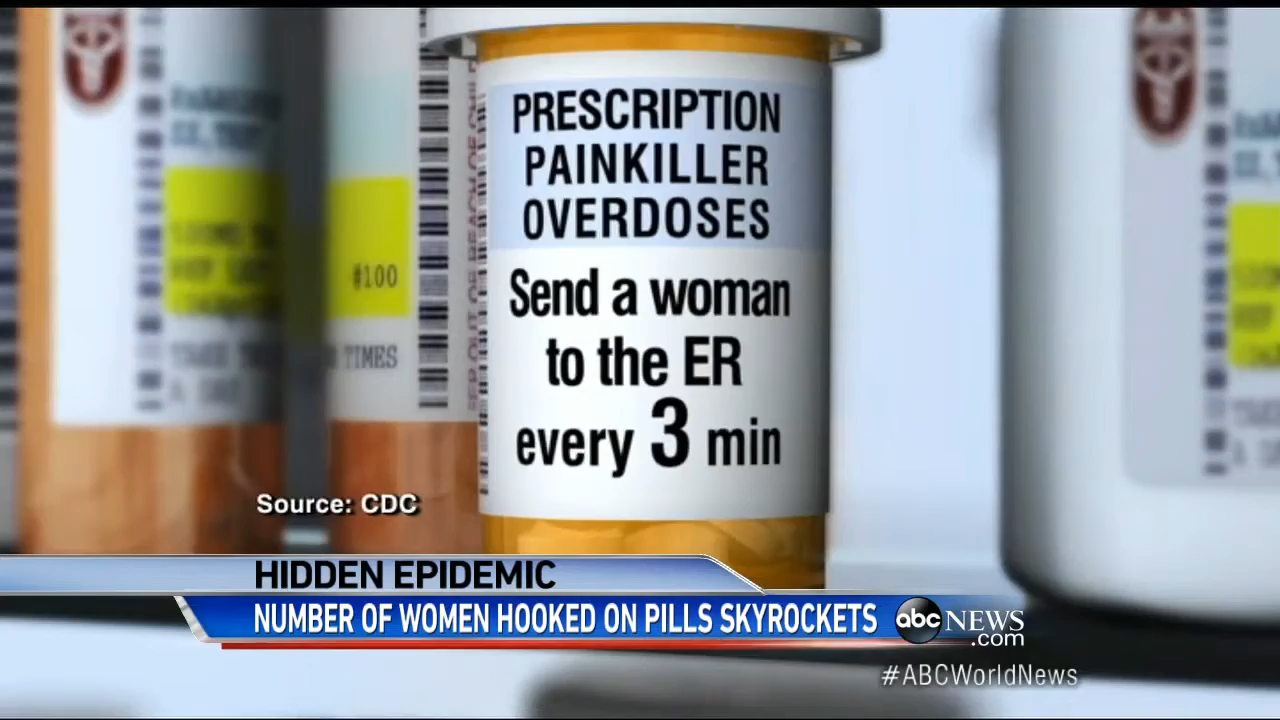 PRESCRIPTION
PAINKILLER
OVERDOSES
Send a woman
to the ER
every 3 min
#100
TIMES
Source: CDC
HIDDEN EPIDEMIC
NUMBER OF WOMEN HOOKED ON PILLS SKYROCKETS
abc NEWS
.com
#ABCWorldNews